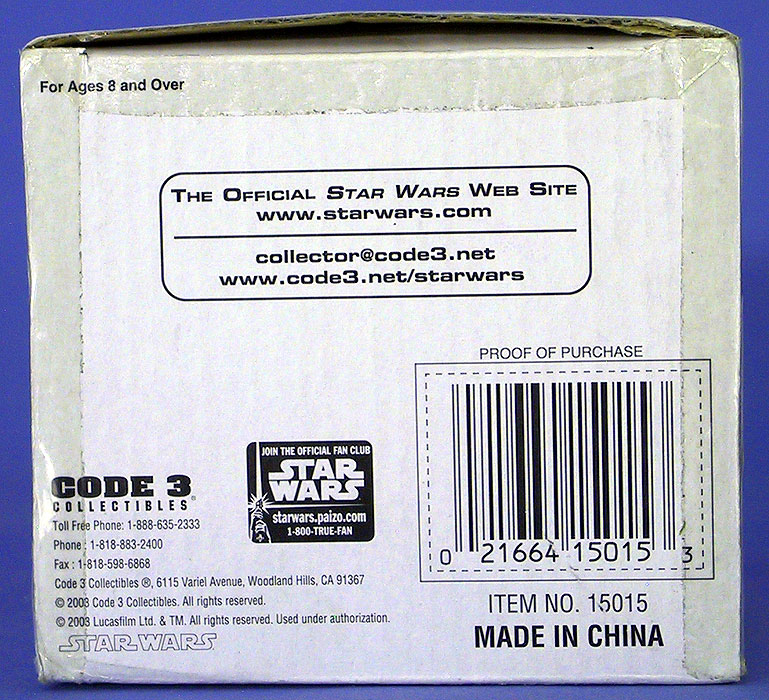 For Ages 8 and Over
THE OFFICIAL STAR WARS WEB SITE
www.starwars.com
collector@code3.net
www.code3.net/starwars
PROOF OF PURCHASE
0 21664 15015 3
ITEM NO. 15015
MADE IN CHINA
JOIN THE OFFICIAL FAN CLUB
STAR
WARS
starwars.paizo.com
1-800-TRUE-FAN
CODE 3
COLLECTIBLES®
Toll Free Phone: 1-888-635-2333
Phone : 1-818-883-2400
Fax : 1-818-598-6868
Code 3 Collectibles ®, 6115 Variel Avenue, Woodland Hills, CA 91367
© 2003 Code 3 Collectibles. All rights reserved.
© 2003 Lucasfilm Ltd. & TM. All rights reserved. Used under authorization.
STAR WARS